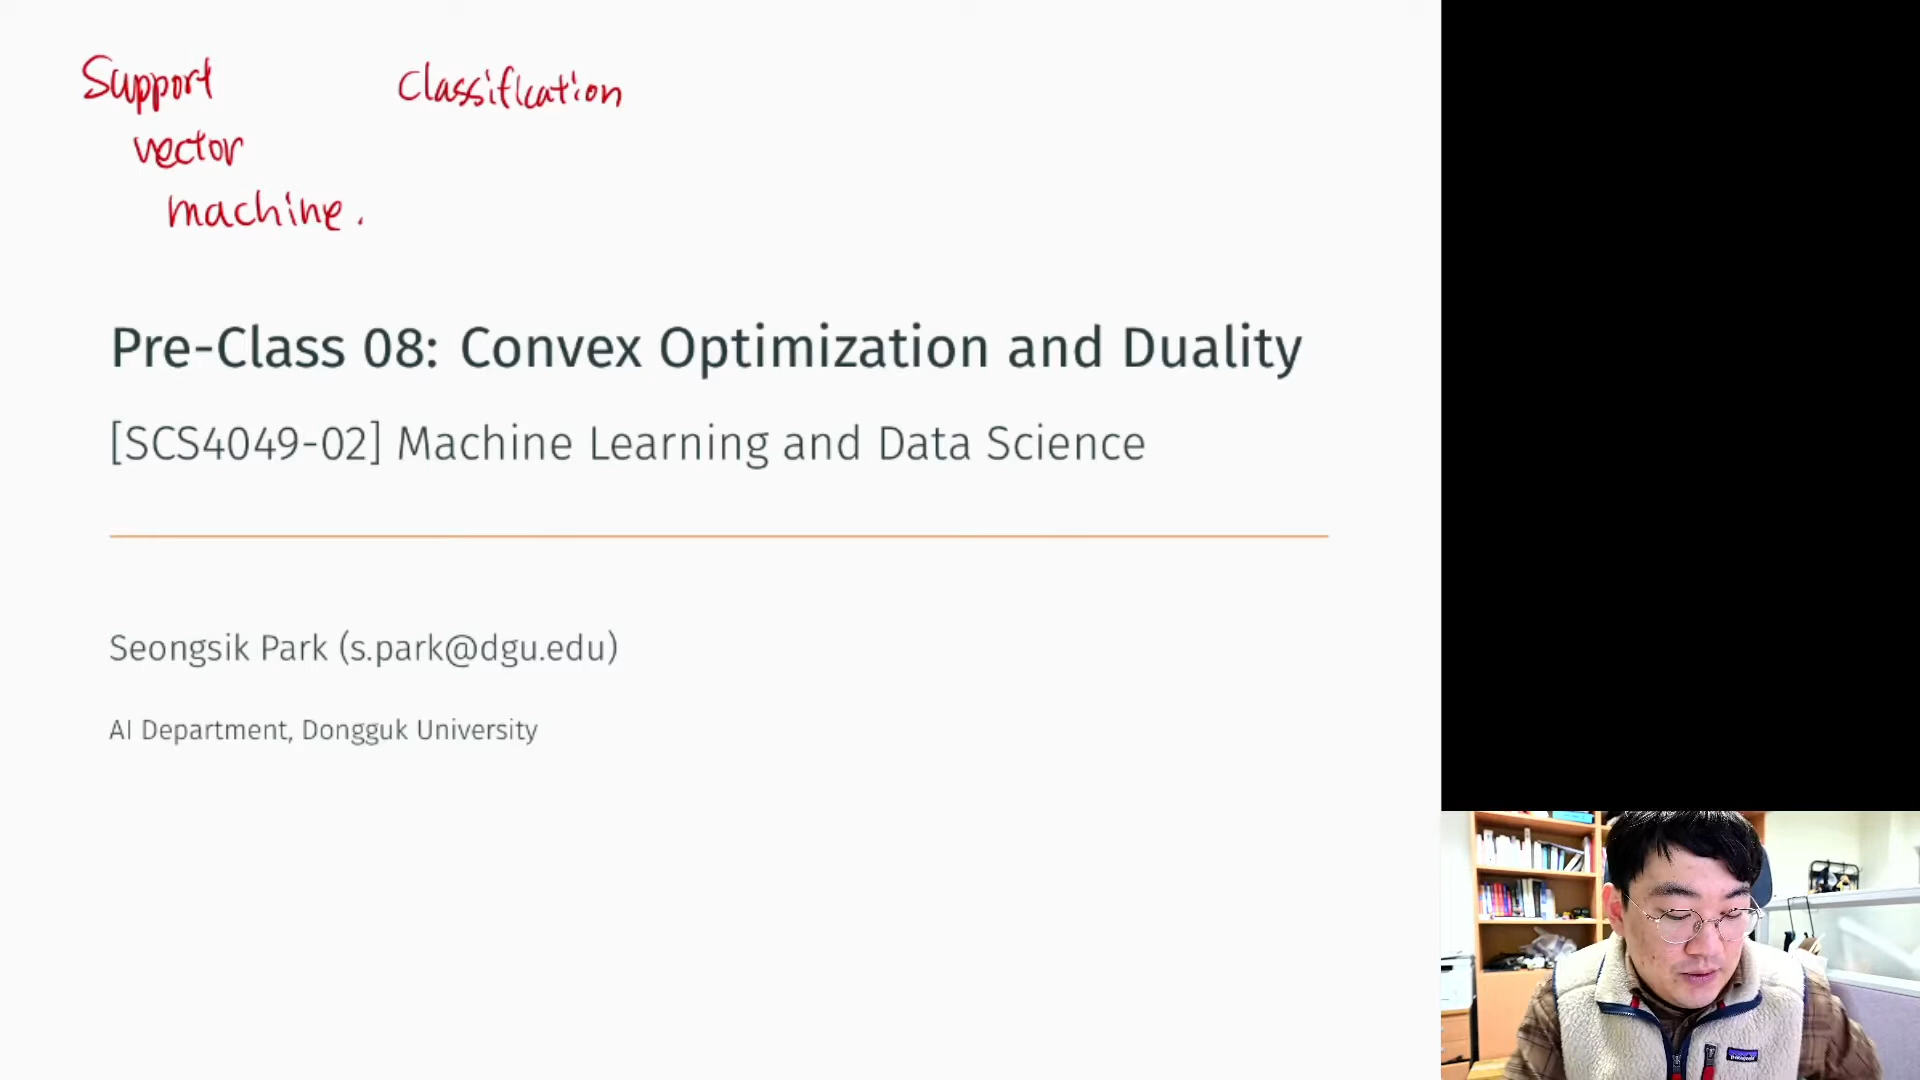 Support
vector
machine.
Classification
Pre-Class 08: Convex Optimization and Duality
[SCS4049-02] Machine Learning and Data Science
Seongsik Park (s.park@dgu.edu)
AI Department, Dongguk University